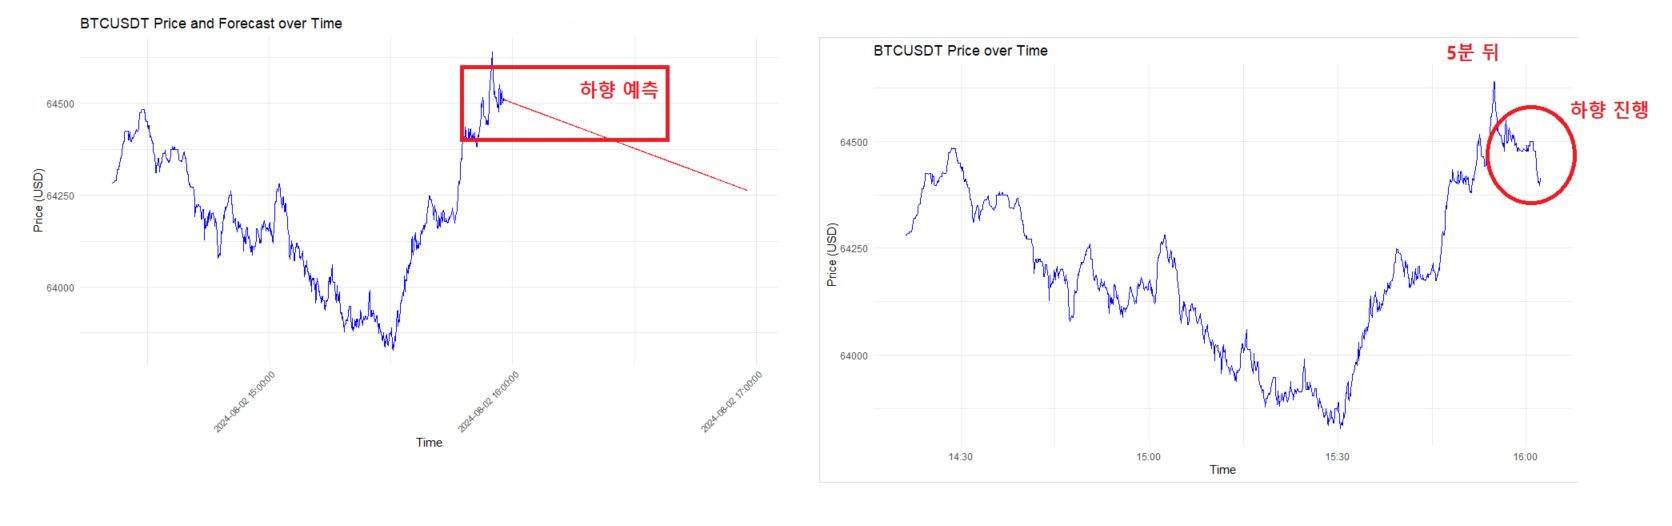 BTCUSDT Price and Forecast over Time
하향 예측
64500
64250
64000
Price (USD)
2024-08-02 15:00:00
2024-08-02 16:00:00
2024-08-02 17:00:00
Time
BTCUSDT Price over Time
5분 뒤
하향 진행
64500
64250
64000
Price (USD)
14:30
15:00
15:30
16:00
Time